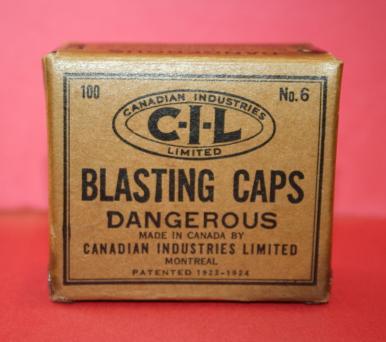 100
No. 6
CANADIAN INDUSTRIES
C-I-L
LIMITED
BLASTING CAPS
DANGEROUS
MADE IN CANADA BY
CANADIAN INDUSTRIES LIMITED
MONTREAL
PATENTED 1922-1924